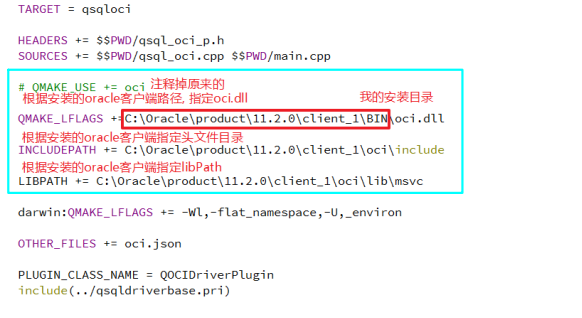 TARGET = qsqloci
HEADERS += $$PWD/qsql_oci_p.h
SOURCES += $$PWD/qsql_oci.cpp $$PWD/main.cpp
# QMAKE_USE += oci 注释掉原来的
根据安装的oracle客户端路径, 指定oci.dll 我的安装目录
QMAKE_LFLAGS +=C:\Oracle\product\11.2.0\client_1\BIN\oci.dll
根据安装的oracle客户端指定头文件目录
INCLUDEPATH += C:\Oracle\product\11.2.0\client_1\oci\include
根据安装的oracle客户端指定libPath
LIBPATH += C:\Oracle\product\11.2.0\client_1\oci\lib\msvc
darwin:QMAKE_LFLAGS += -Wl,-flat_namespace,-U,_environ
OTHER_FILES += oci.json
PLUGIN_CLASS_NAME = QOCIDriverPlugin
include(../qsqldriverbase.pri)